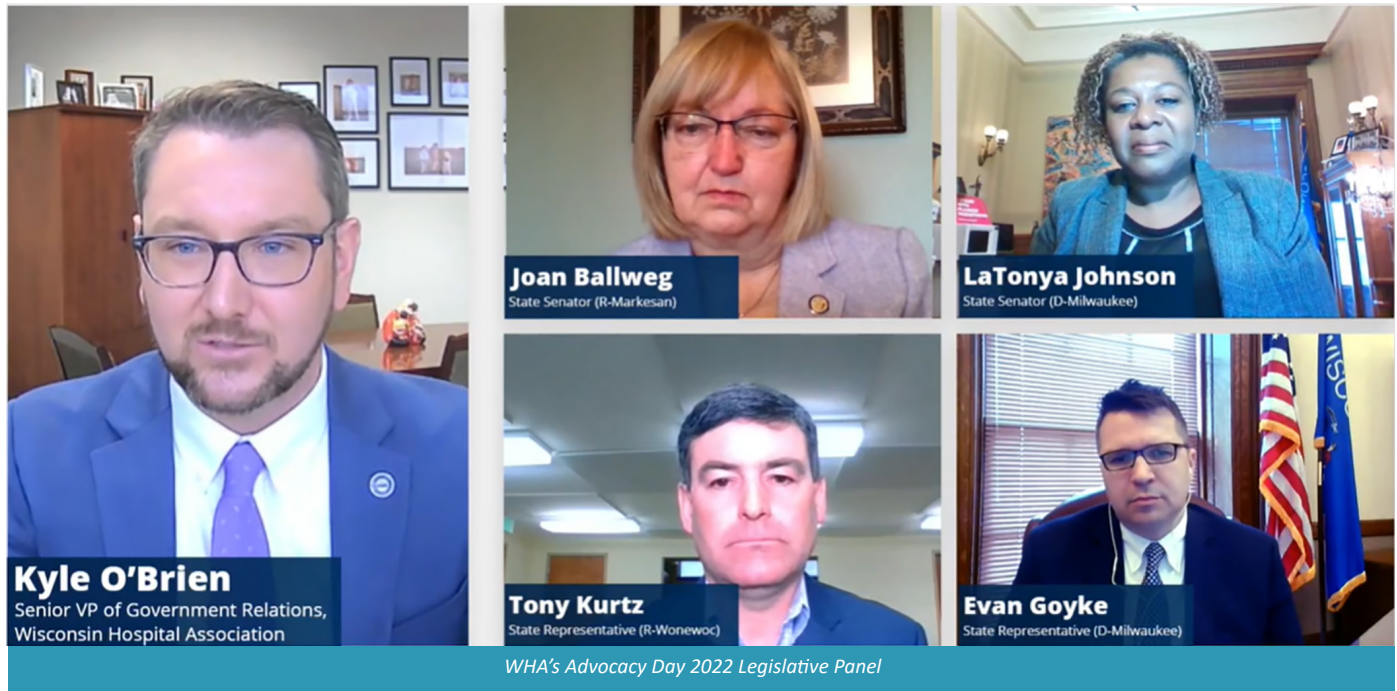 Joan Ballweg
State Senator (R-Markesan)
LaTonya Johnson
State Senator (D-Milwaukee)
Kyle O’Brien
Senior VP of Government Relations,
Wisconsin Hospital Association
Tony Kurtz
State Representative (R-Wonewoc)
Evan Goyke
State Representative (D-Milwaukee)
WHA’s Advocacy Day 2022 Legislative Panel